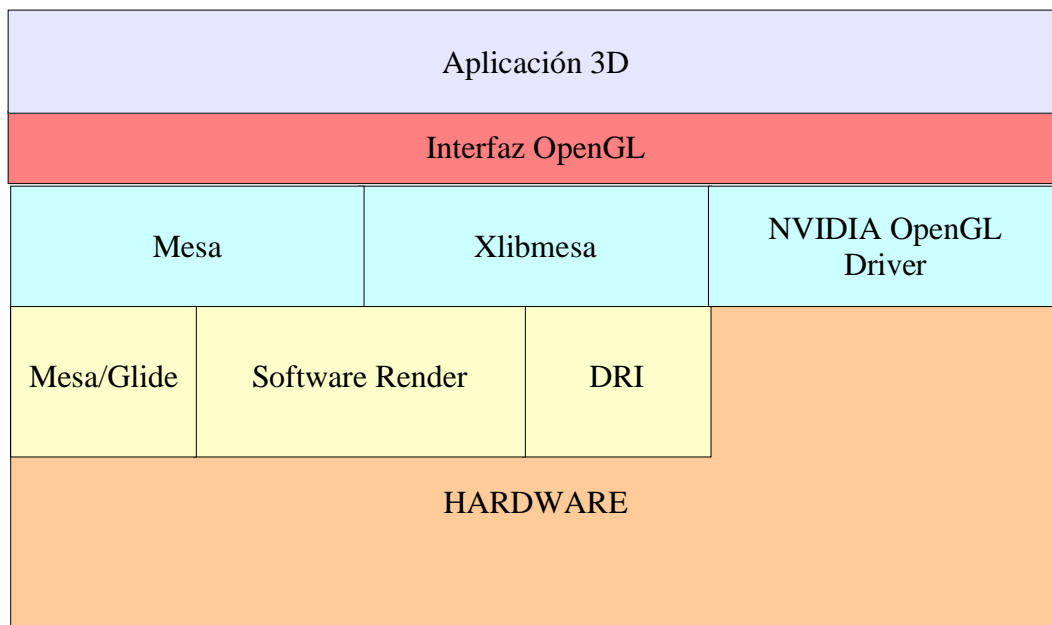 Aplicación 3D
Interfaz OpenGL
Mesa
Xlibmesa
NVIDIA OpenGL
Driver
Mesa/Glide
Software Render
DRI
HARDWARE